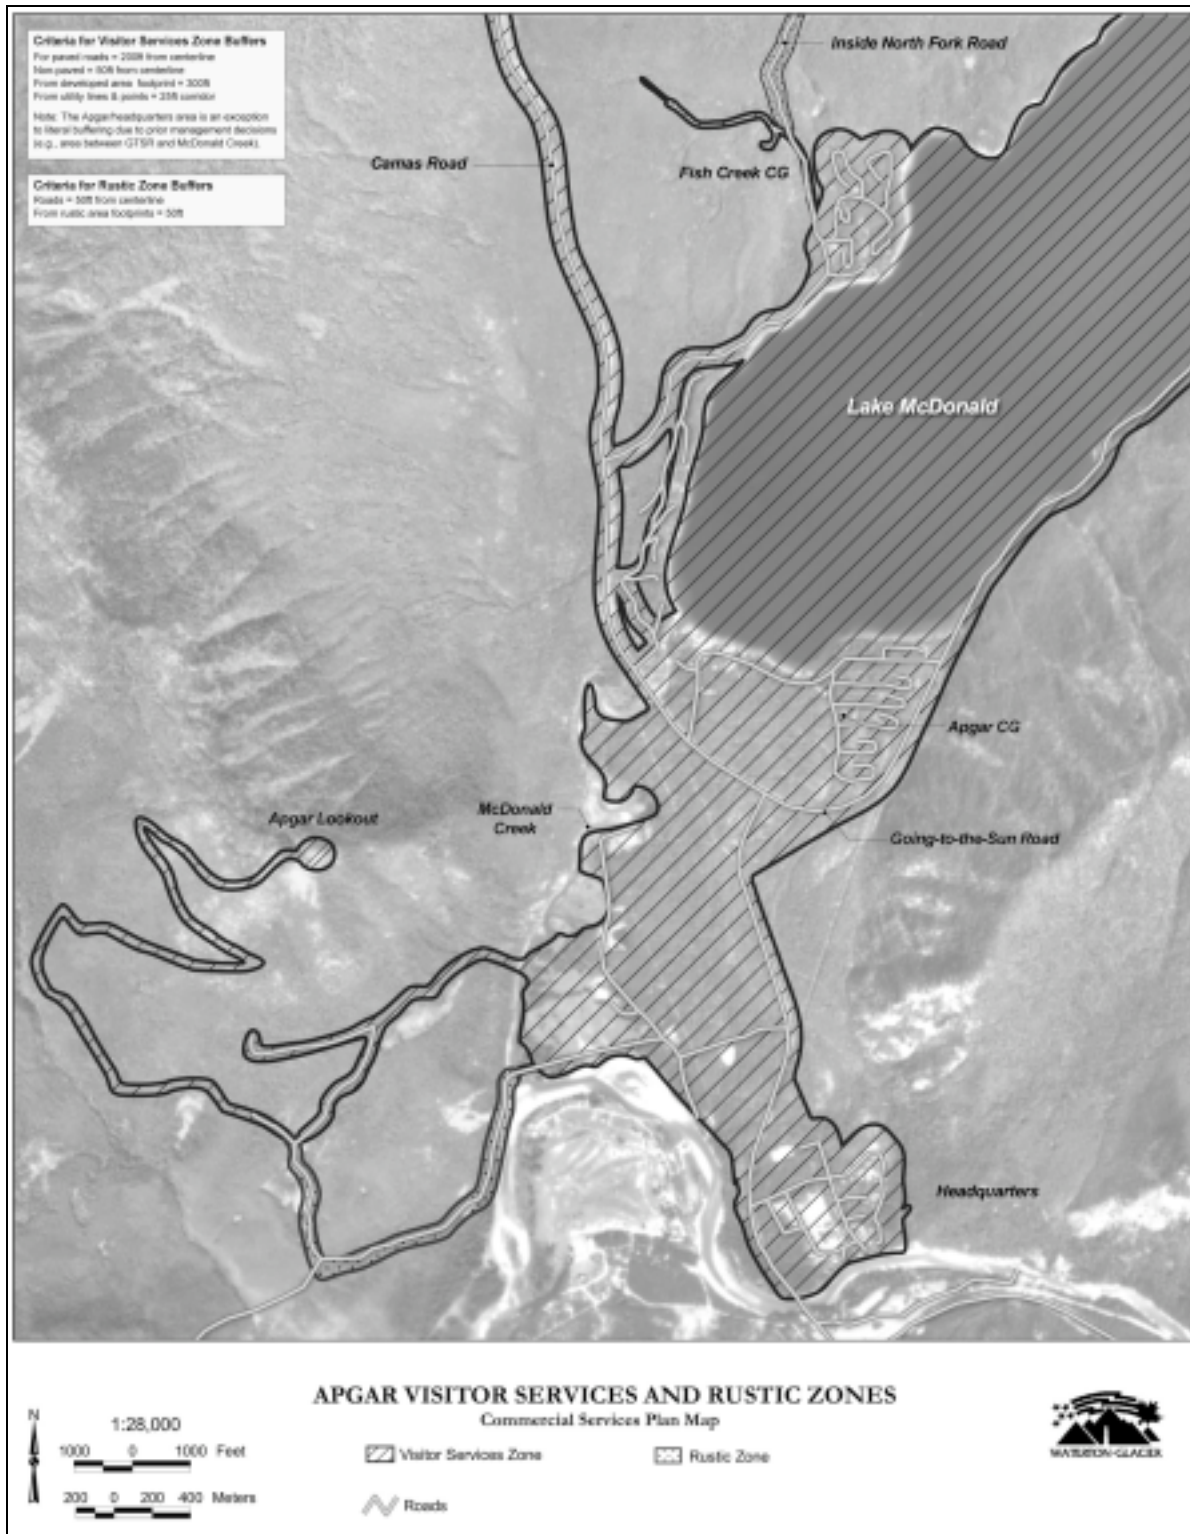 Criteria for Visitor Services Zone Buffers
For paved roads = 200ft from centerline
Non paved = 50ft from centerline
From developed area footprint = 300ft
From utility lines & points = 25ft corridor
Note: The Apgar/headquarters area is an exception
to literal buffering due to prior management decisions
(e.g., area between GTSR and McDonald Creek).
Criteria for Rustic Zone Buffers
Roads = 50ft from centerline
From rustic area footprints = 50ft
Inside North Fork Road
Camas Road
Fish Creek CG
Lake McDonald
Apgar CG
McDonald
Creek
Apgar Lookout
Going-to-the-Sun Road
Headquarters
APGAR VISITOR SERVICES AND RUSTIC ZONES
Commercial Services Plan Map
N
1:28,000
1000 0 1000 Feet
200 0 200 400 Meters
Visitor Services Zone
Rustic Zone
Roads
WATERTON-GLACIER